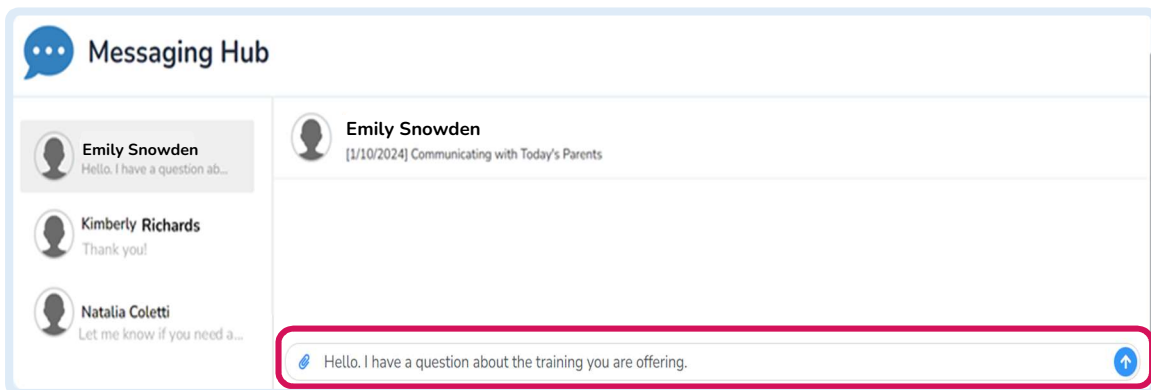 Messaging Hub
Emily Snowden
Hello. I have a question ab...
Kimberly Richards
Thank you!
Natalia Coletti
Let me know if you need a...
Emily Snowden
[1/10/2024] Communicating with Today's Parents
Hello. I have a question about the training you are offering.